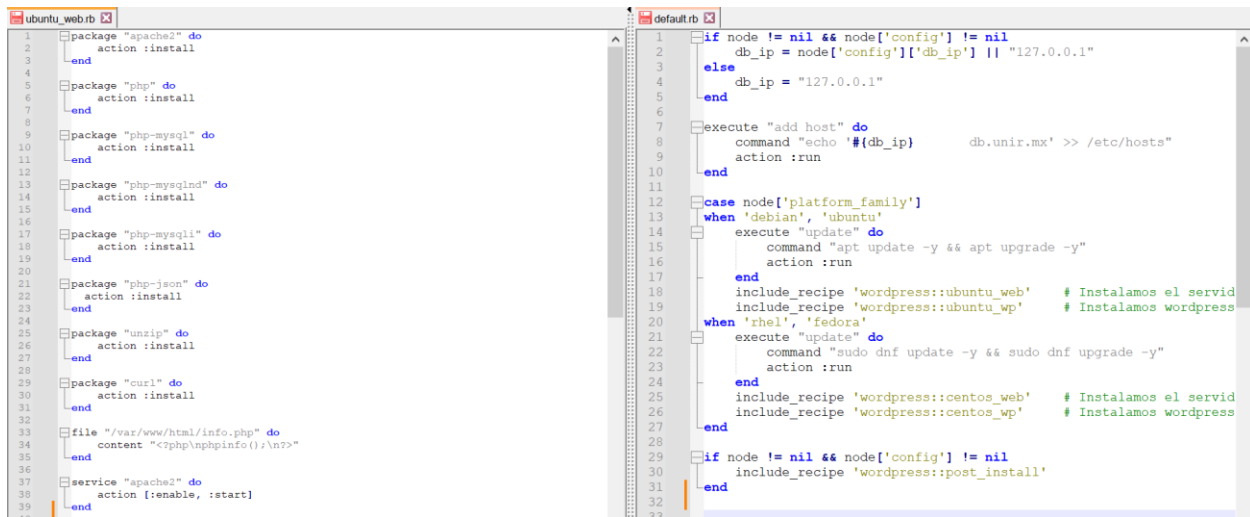 ubuntu_web.rb
1 package "apache2" do
2 action :install
3 end
4
5 package "php" do
6 action :install
7 end
8
9 package "php-mysql" do
10 action :install
11 end
12
13 package "php-mysqlnd" do
14 action :install
15 end
16
17 package "php-mysqli" do
18 action :install
19 end
20
21 package "php-json" do
22 action :install
23 end
24
25 package "unzip" do
26 action :install
27 end
28
29 package "curl" do
30 action :install
31 end
32
33 file "/var/www/html/info.php" do
34 content "<?php\nphpinfo();\n?>"
35 end
36
37 service "apache2" do
38 action [:enable, :start]
39 end
default.rb
1 if node != nil && node['config'] != nil
2 db_ip = node['config']['db_ip'] || "127.0.0.1"
3 else
4 db_ip = "127.0.0.1"
5 end
6
7 execute "add host" do
8 command "echo '#{db_ip}       db.unir.mx' >> /etc/hosts"
9 action :run
10 end
11
12 case node['platform_family']
13 when 'debian', 'ubuntu'
14 execute "update" do
15 command "apt update -y && apt upgrade -y"
16 action :run
17 end
18 include_recipe 'wordpress::ubuntu_web' # Instalamos el servid
19 include_recipe 'wordpress::ubuntu_wp' # Instalamos wordpress
20 when 'rhel', 'fedora'
21 execute "update" do
22 command "sudo dnf update -y && sudo dnf upgrade -y"
23 action :run
24 end
25 include_recipe 'wordpress::centos_web' # Instalamos el servid
26 include_recipe 'wordpress::centos_wp' # Instalamos wordpress
27 end
28
29 if node != nil && node['config'] != nil
30 include_recipe 'wordpress::post_install'
31 end
32
33